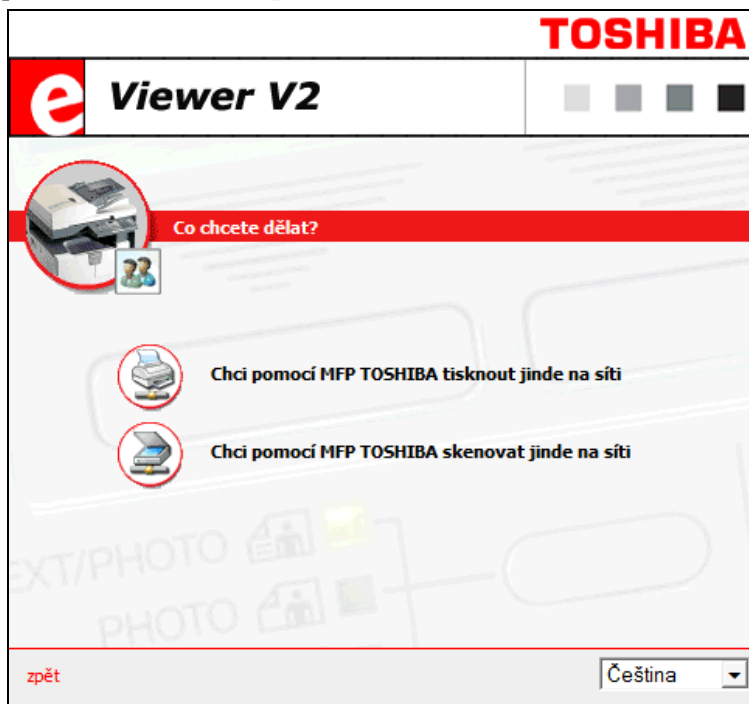 TOSHIBA
e Viewer V2
Co chcete dělat?
Chci pomocí MFP TOSHIBA tisknout jinde na síti
Chci pomocí MFP TOSHIBA skenovat jinde na síti
EXT/PHOTO
PHOTO
zpět
Čeština